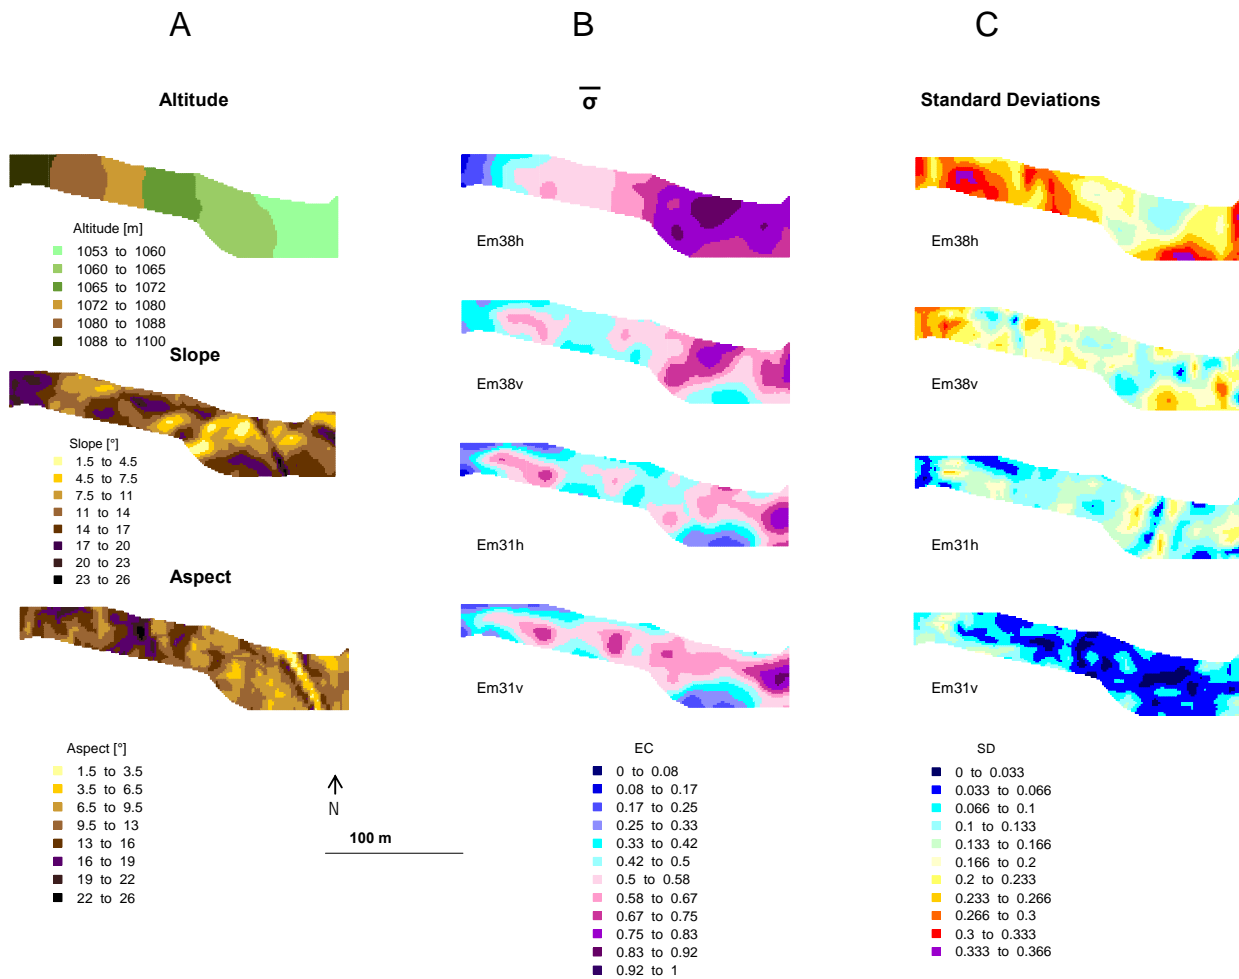 A
B
C
Altitude
σ̅
Standard Deviations
Altitude [m]
1053 to 1060
1060 to 1065
1065 to 1072
1072 to 1080
1080 to 1088
1088 to 1100
Slope
Slope [°]
1.5 to 4.5
4.5 to 7.5
7.5 to 11
11 to 14
14 to 17
17 to 20
20 to 23
23 to 26
Aspect
Aspect [°]
1.5 to 3.5
3.5 to 6.5
6.5 to 9.5
9.5 to 13
13 to 16
16 to 19
19 to 22
22 to 26
N
100 m
Em38h
Em38v
Em31h
Em31v
EC
0 to 0.08
0.08 to 0.17
0.17 to 0.25
0.25 to 0.33
0.33 to 0.42
0.42 to 0.5
0.5 to 0.58
0.58 to 0.67
0.67 to 0.75
0.75 to 0.83
0.83 to 0.92
0.92 to 1
Em38h
Em38v
Em31h
Em31v
SD
0 to 0.033
0.033 to 0.066
0.066 to 0.1
0.1 to 0.133
0.133 to 0.166
0.166 to 0.2
0.2 to 0.233
0.233 to 0.266
0.266 to 0.3
0.3 to 0.333
0.333 to 0.366